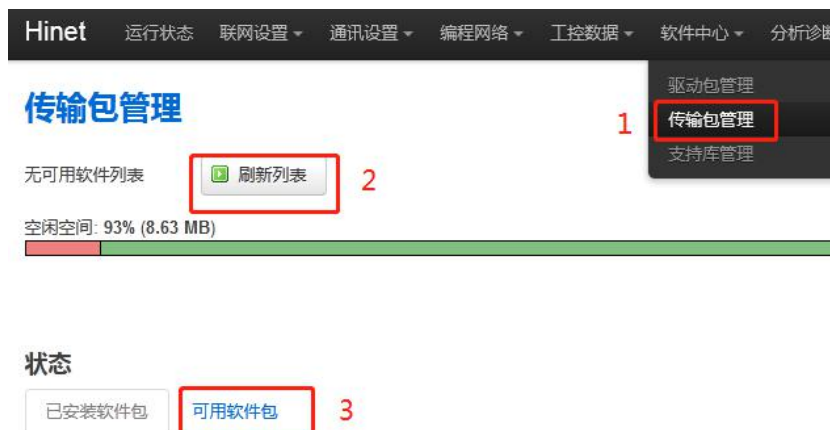 Hinet 运行状态 联网设置 通讯设置 编程网络 工控数据 软件中心 分析诊断
驱动包管理
传输包管理
1
传输包管理
支持库管理
无可用软件列表
刷新列表
2
空闲空间: 93% (8.63 MB)
状态
已安装软件包
可用软件包
3